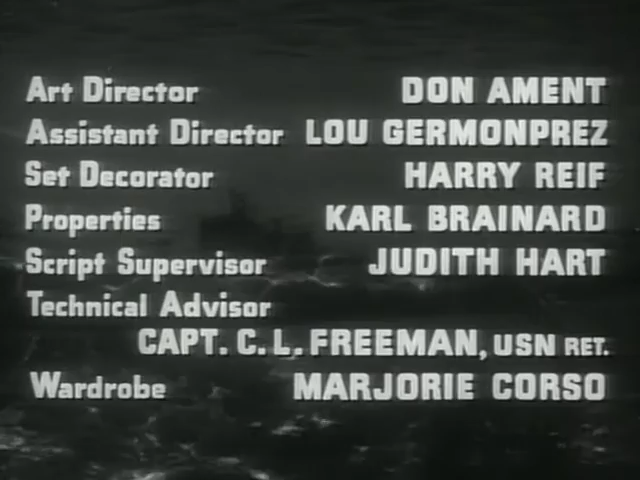 Art Director DON AMENT
Assistant Director LOU GERMONPREZ
Set Decorator HARRY REIF
Properties KARL BRAINARD
Script Supervisor JUDITH HART
Technical Advisor
CAPT. C. L. FREEMAN, USN RET.
Wardrobe MARJORIE CORSO